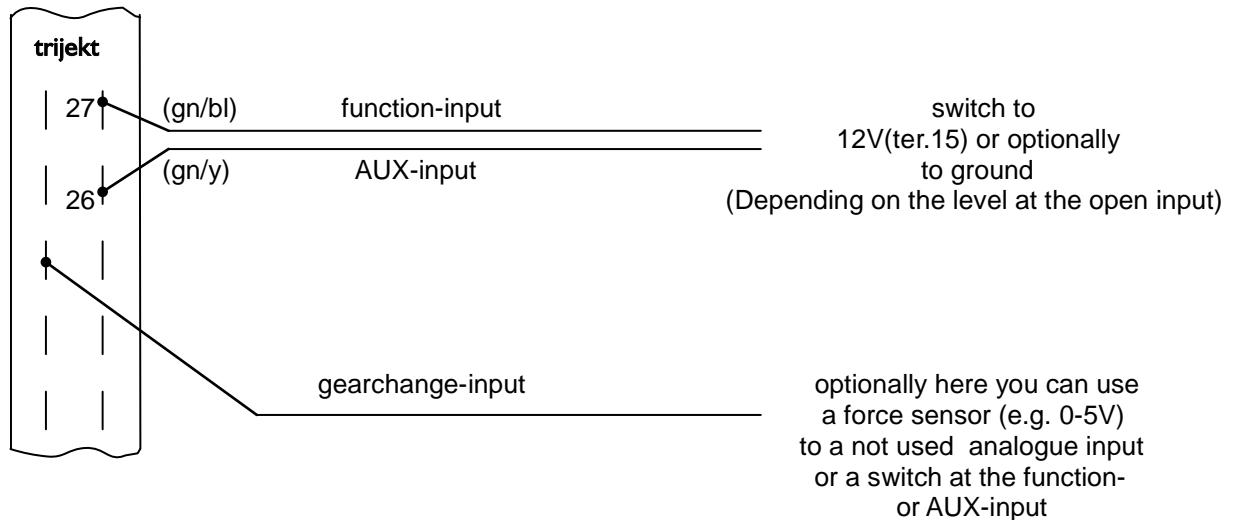 trijekt
27 (gn/bl) function-input
26 (gn/y) AUX-input
switch to
12V(ter.15) or optionally
to ground
(Depending on the level at the open input)
gearchange-input
optionally here you can use
a force sensor (e.g. 0-5V)
to a not used analogue input
or a switch at the function-
or AUX-input